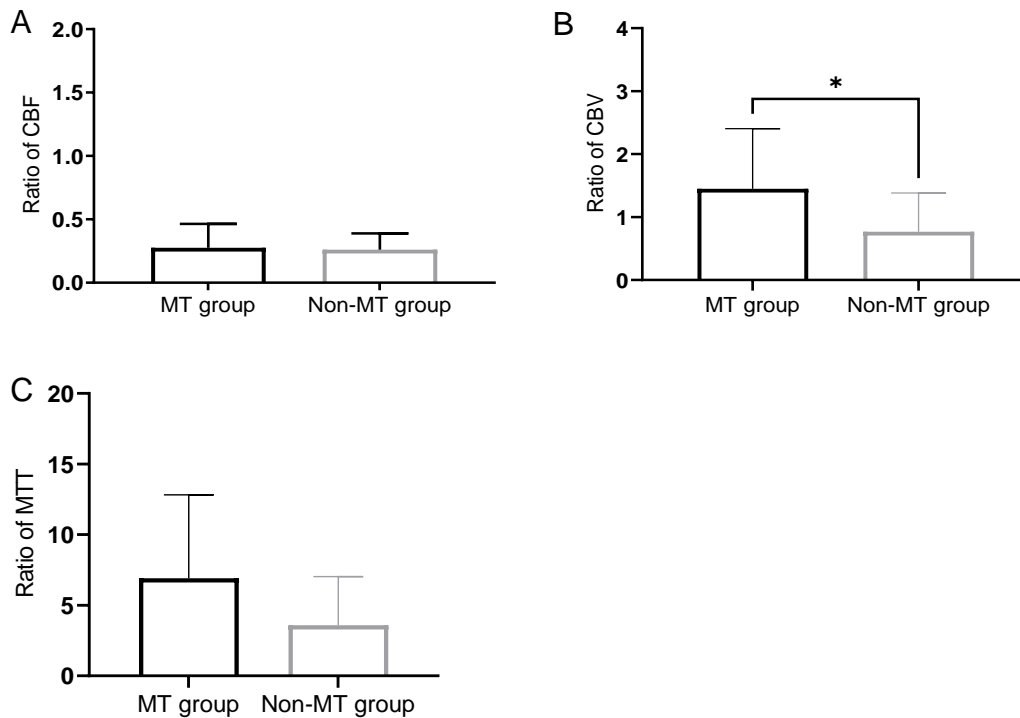 A
Ratio of CBF
2.0
1.5
1.0
0.5
0.0
MT group
Non-MT group
B
Ratio of CBV
4
3
2
1
0
*
MT group
Non-MT group
C
Ratio of MTT
20
15
10
5
0
MT group
Non-MT group